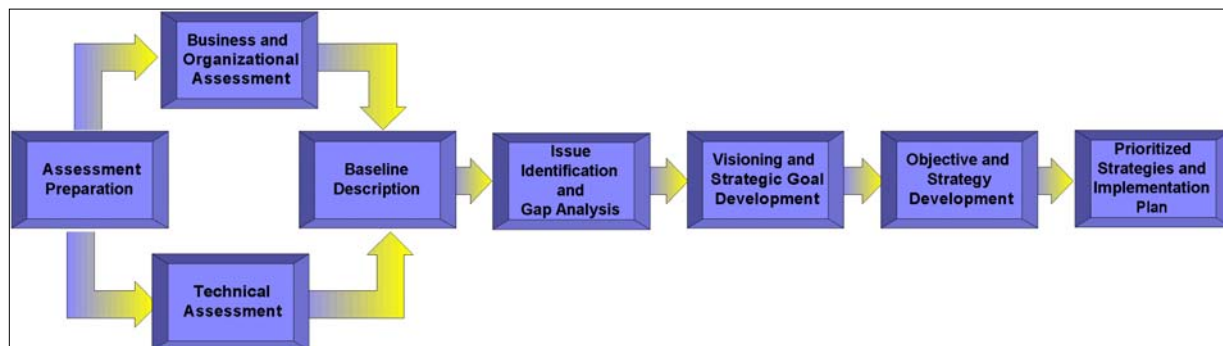 Business and
Organizational
Assessment
Assessment
Preparation
Technical
Assessment
Baseline
Description
Issue
Identification
and
Gap Analysis
Visioning and
Strategic Goal
Development
Objective and
Strategy
Development
Prioritized
Strategies and
Implementation
Plan